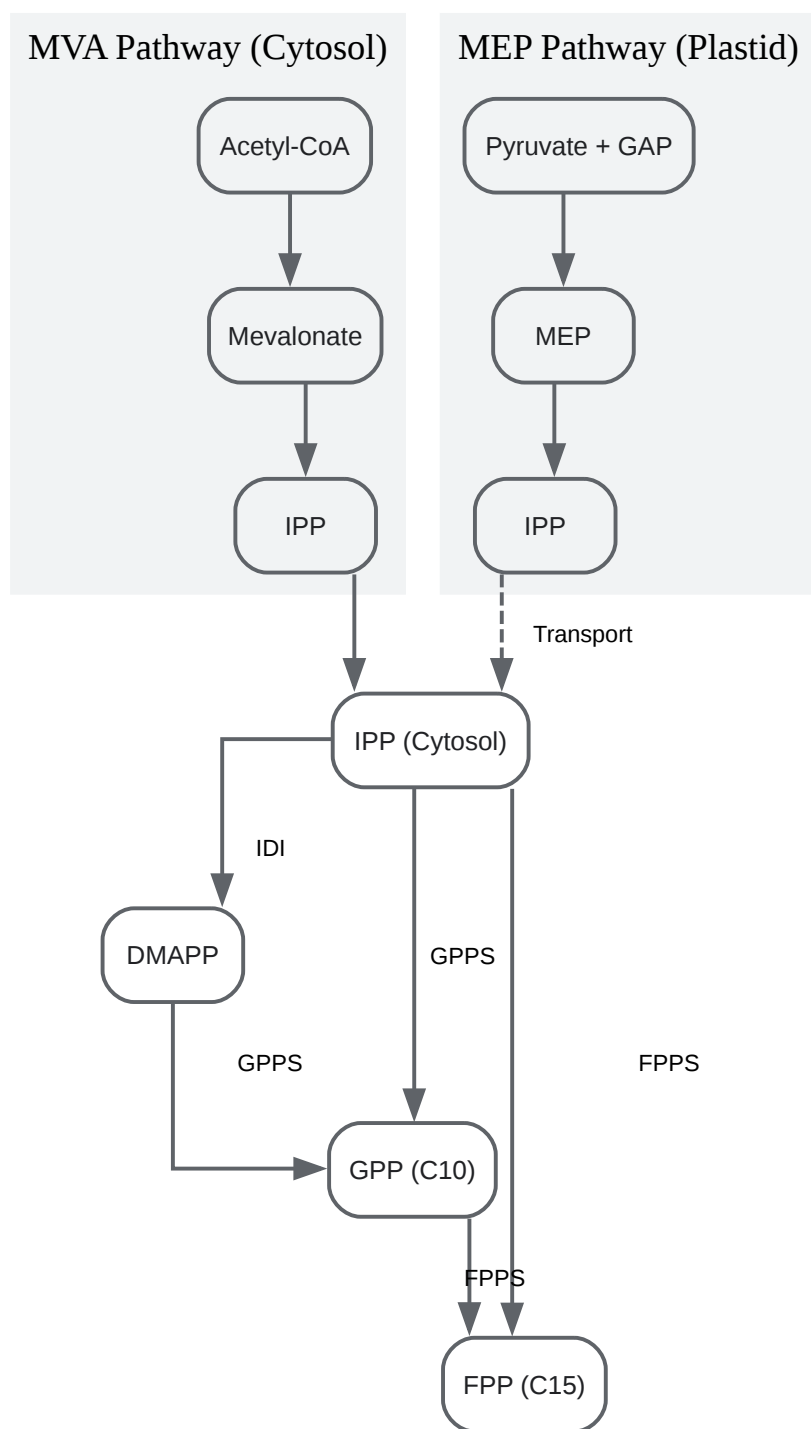 MVA Pathway (Cytosol)
MEP Pathway (Plastid)
Acetyl-CoA
Pyruvate + GAP
Mevalonate
MEP
IPP
IPP
Transport
IPP (Cytosol)
IDI
DMAPP
GPPS
GPPS
FPPS
GPP (C10)
FPPS
FPP (C15)